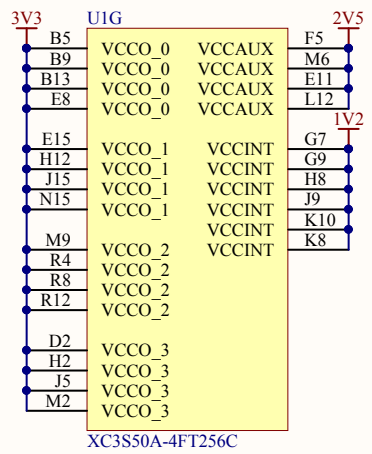 3V3 U1G 2V5
B5 VCCO_0 VCCAUX F5
B9 VCCO_0 VCCAUX M6
B13 VCCO_0 VCCAUX E11
E8 VCCO_0 VCCAUX L12
1V2
E15 VCCO_1 VCCINT G7
H12 VCCO_1 VCCINT G9
J15 VCCO_1 VCCINT H8
N15 VCCO_1 VCCINT J9
VCCINT K10
M9 VCCO_2 VCCINT K8
R4 VCCO_2
R8 VCCO_2
R12 VCCO_2
D2 VCCO_3
H2 VCCO_3
J5 VCCO_3
M2 VCCO_3
XC3S50A-4FT256C